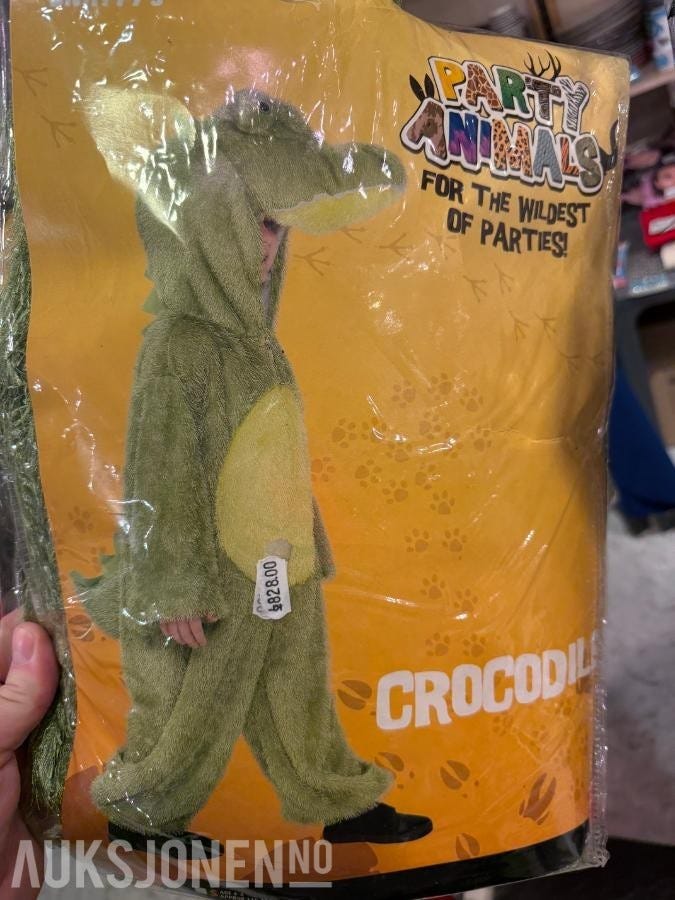 PARTY
ANIMALS
FOR THE WILDEST
OF PARTIES!
828.00
CROCODIL
AUKSJONEN NO